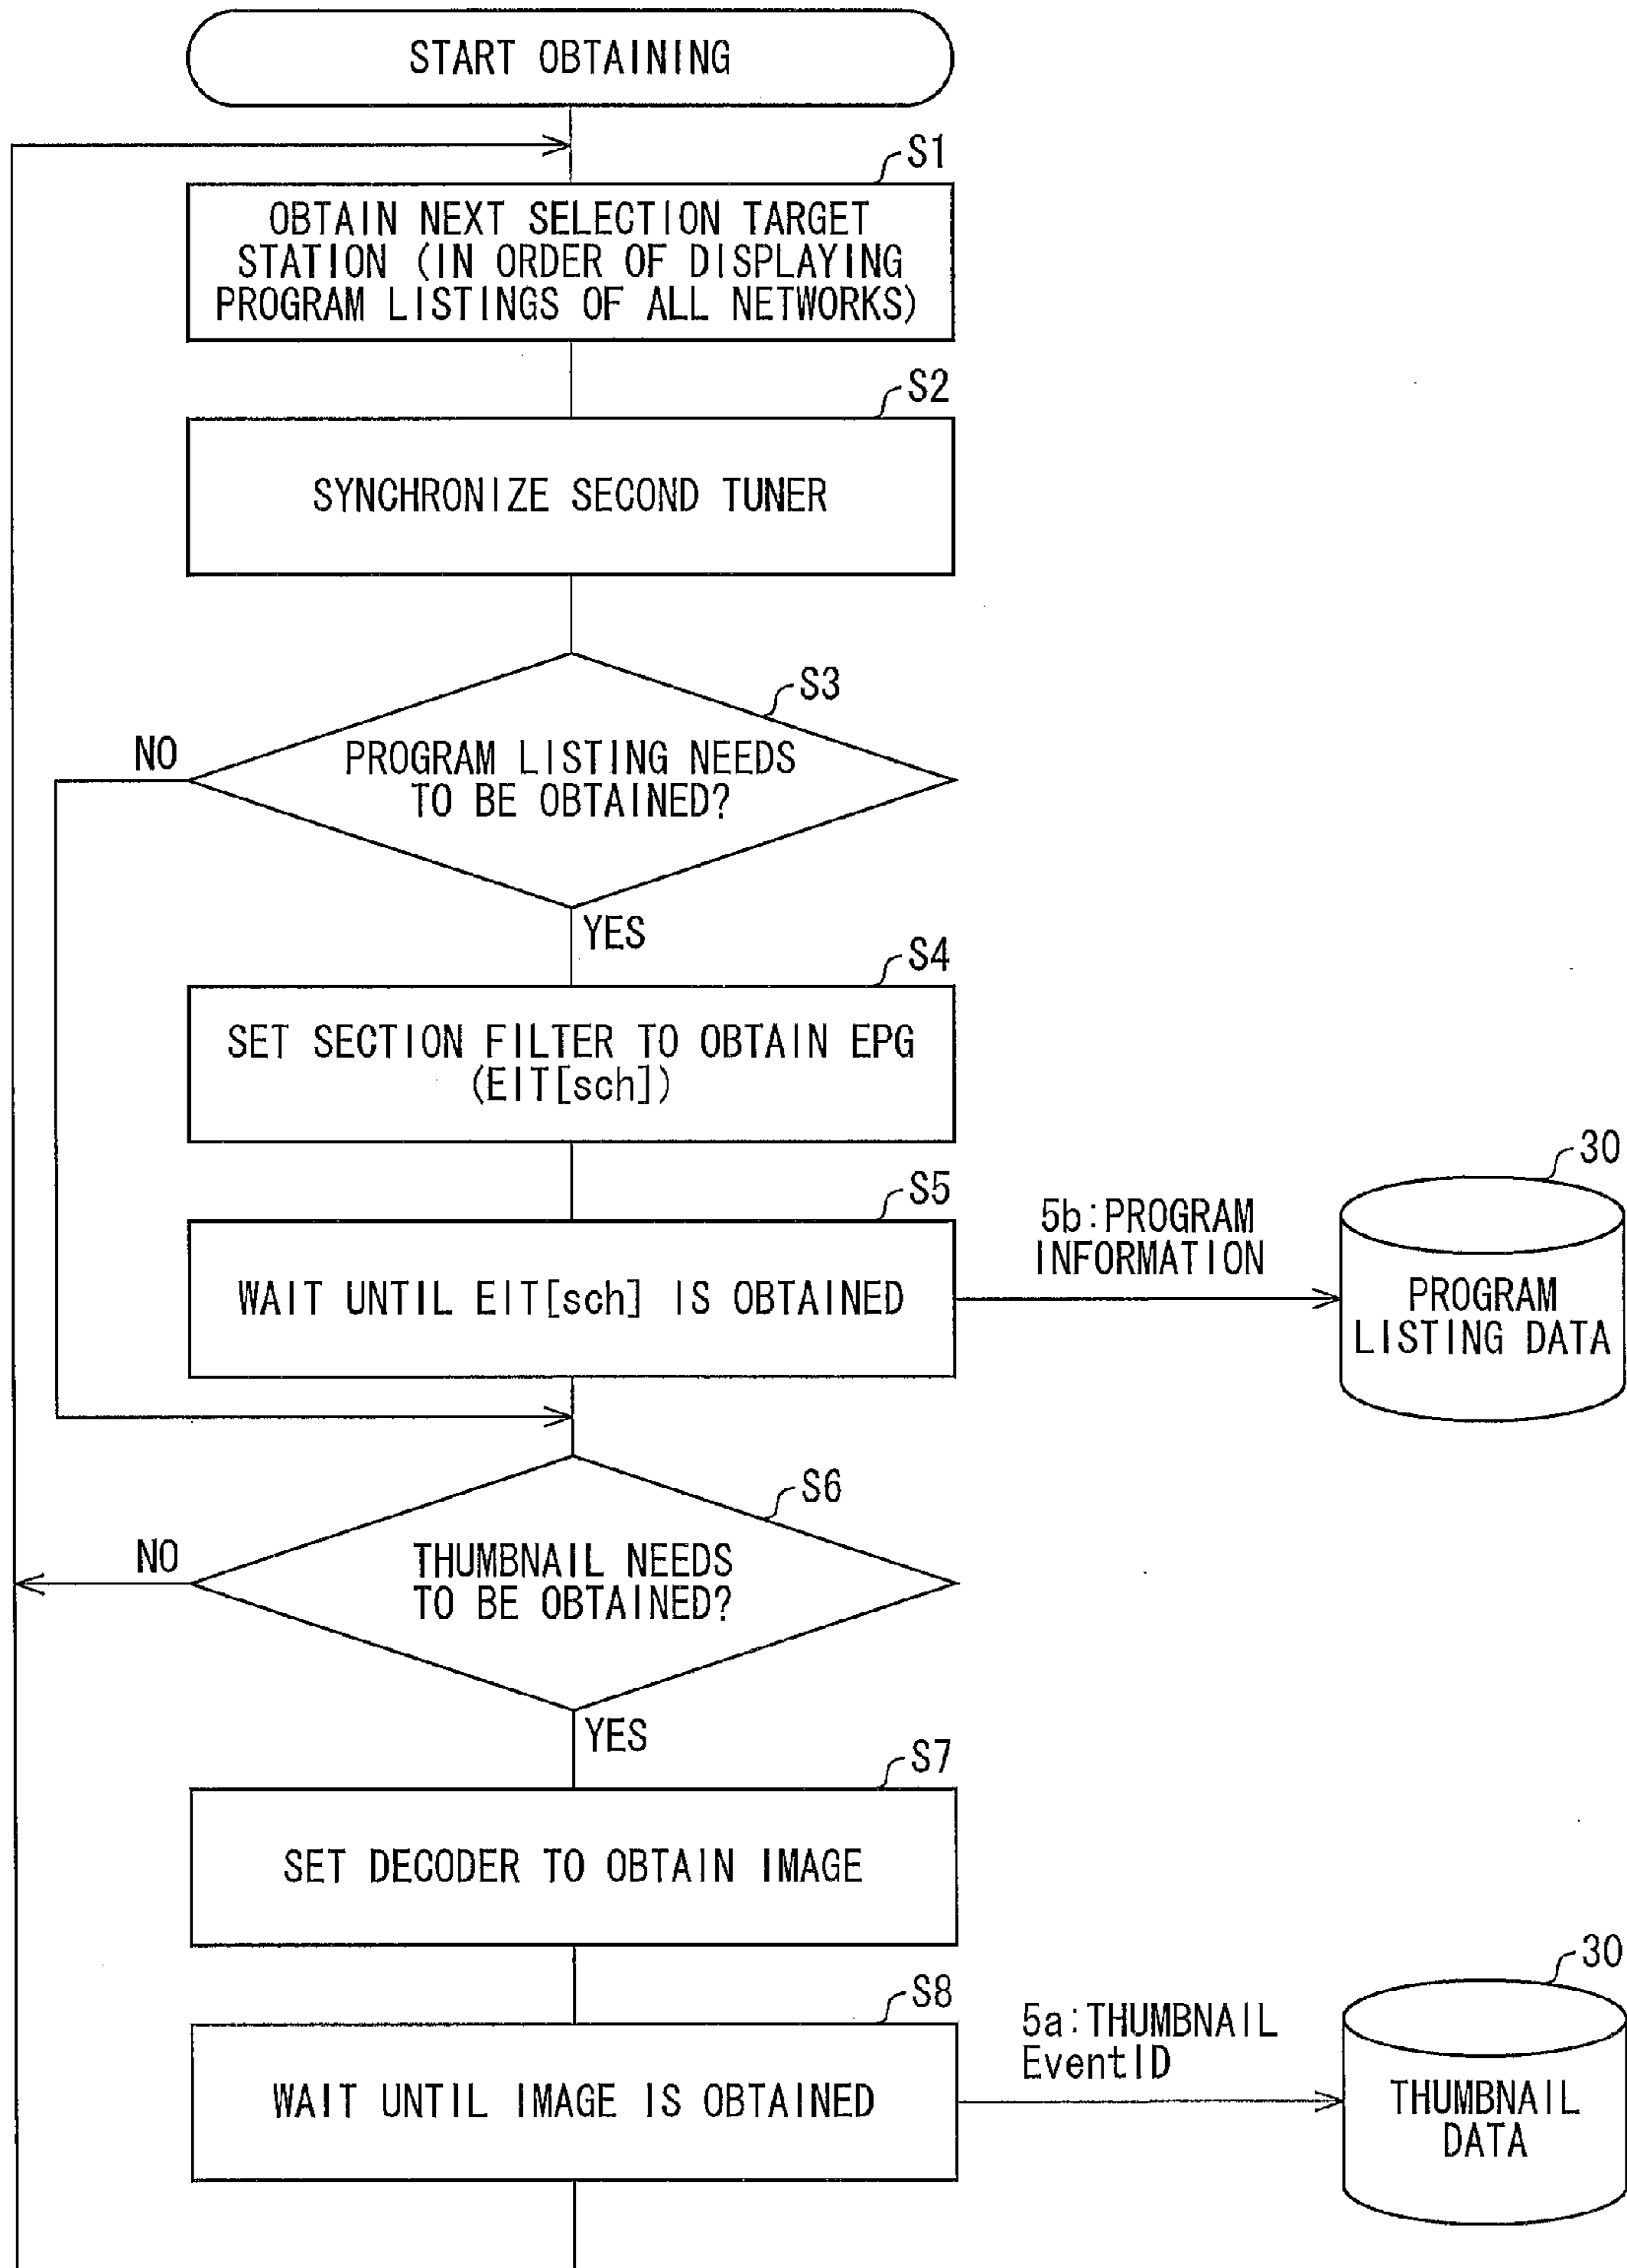 START OBTAINING
S1
OBTAIN NEXT SELECTION TARGET
STATION (IN ORDER OF DISPLAYING
PROGRAM LISTINGS OF ALL NETWORKS)
S2
SYNCHRONIZE SECOND TUNER
S3
NO
PROGRAM LISTING NEEDS
TO BE OBTAINED?
YES
S4
SET SECTION FILTER TO OBTAIN EPG
(EIT[sch])
S5
WAIT UNTIL EIT[sch] IS OBTAINED
5b:PROGRAM
INFORMATION
30
PROGRAM
LISTING DATA
S6
NO
THUMBNAIL NEEDS
TO BE OBTAINED?
YES
S7
SET DECODER TO OBTAIN IMAGE
S8
WAIT UNTIL IMAGE IS OBTAINED
5a:THUMBNAIL
EventID
30
THUMBNAIL
DATA